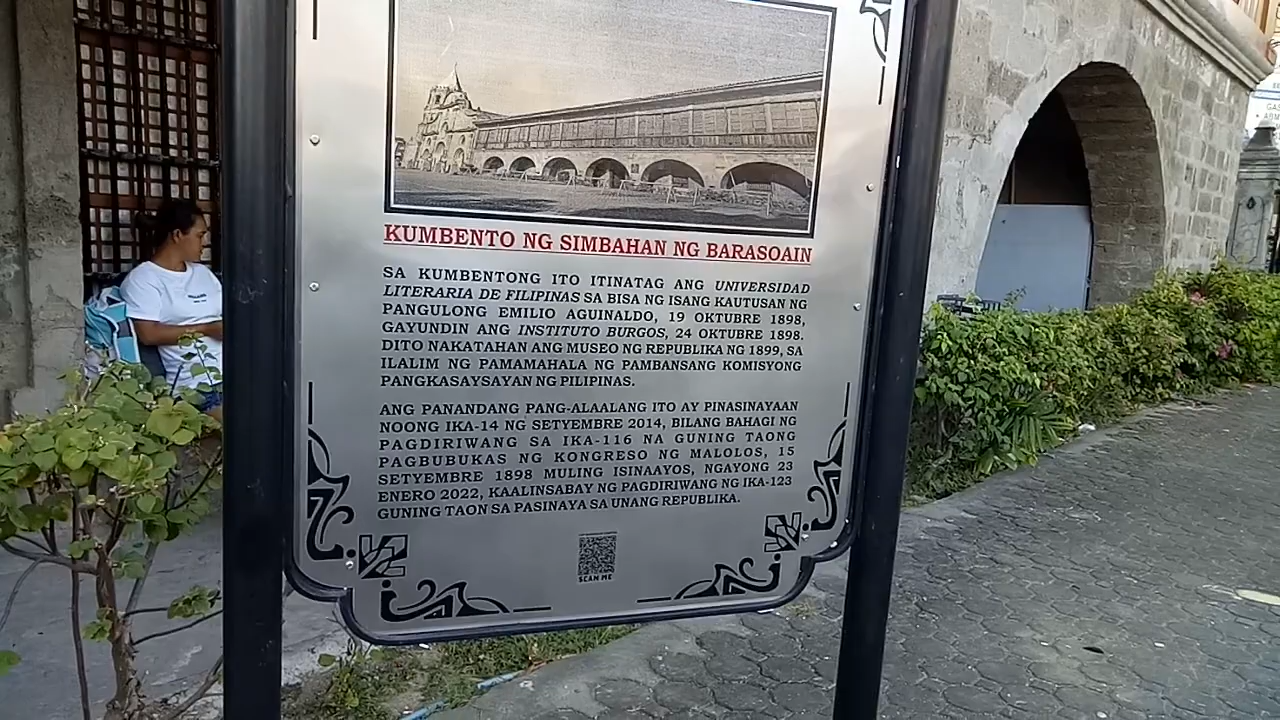 KUMBENTO NG SIMBAHAN NG BARASOAIN
SA KUMBENTONG ITO ITINATAG ANG UNIVERSIDAD
LITERARIA DE FILIPINAS SA BISA NG ISANG KAUTUSAN NG
PANGULONG EMILIO AGUINALDO, 19 OKTUBRE 1898,
GAYUNDIN ANG INSTITUTO BURGOS, 24 OKTUBRE 1898.
DITO NAKATAHAN ANG MUSEO NG REPUBLIKA NG 1899, SA
ILALIM NG PAMAMAHALA NG PAMBANSANG KOMISYONG
PANGKASAYSAYAN NG PILIPINAS.
ANG PANANDANG PANG-ALAALANG ITO AY PINASINAYAAN
NOONG IKA-14 NG SETYEMBRE 2014, BILANG BAHAGI NG
PAGDIRIWANG SA IKA-116 NA GUNING TAONG
PAGBUBUKAS NG KONGRESO NG MALOLOS, 15
SETYEMBRE 1898 MULING ISINAAYOS, NGAYONG 23
ENERO 2022, KAALINSABAY NG PAGDIRIWANG NG IKA-123
GUNING TAON SA PASINAYA SA UNANG REPUBLIKA.
SCAN ME